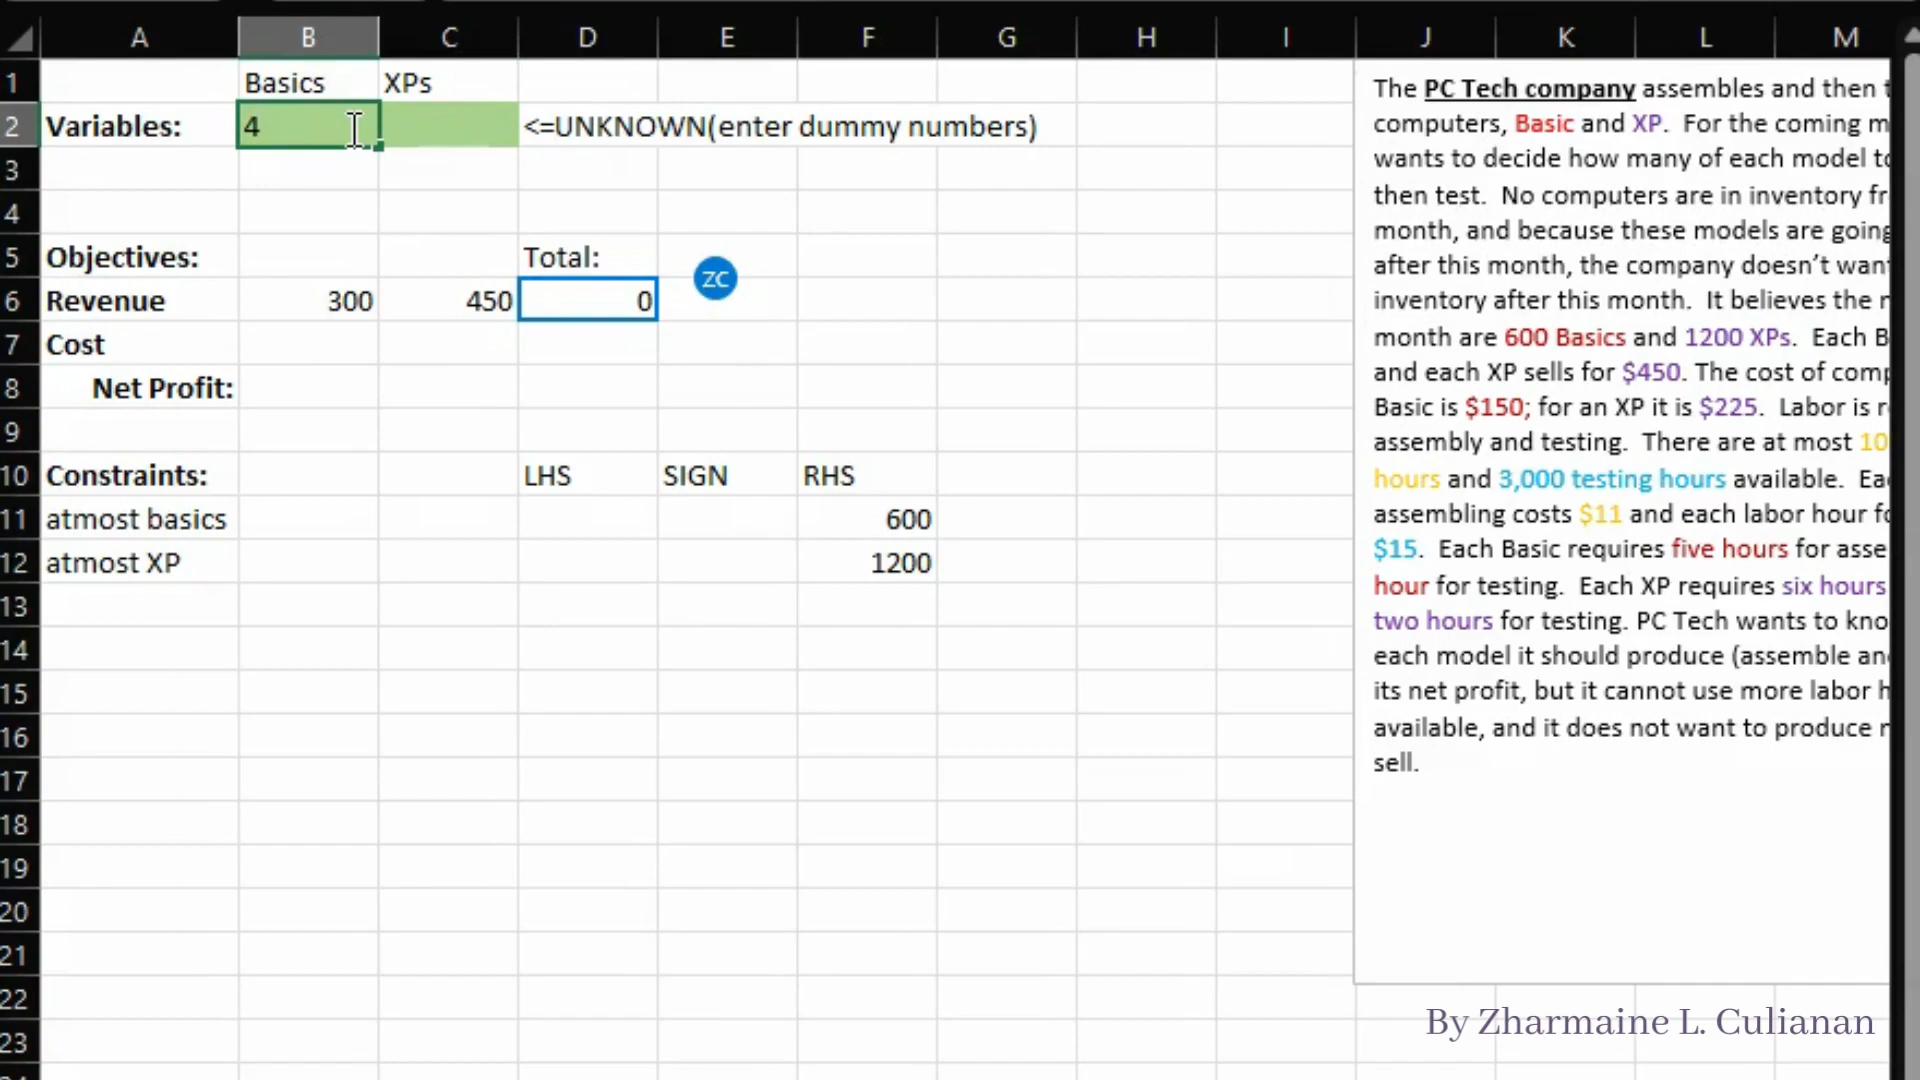 A B C D E F G H I J K L M
1 Basics XPs
2 Variables: 4 <=UNKNOWN(enter dummy numbers)
3
4
5 Objectives: Total:
ZC
6 Revenue 300 450 0
7 Cost
8 Net Profit:
9
10 Constraints: LHS SIGN RHS
11 atmost basics 600
12 atmost XP 1200
13
14
15
16
17
18
19
20
21
22
23
The PC Tech company assembles and then
computers, Basic and XP. For the coming
wants to decide how many of each model
then test. No computers are in inventory
month, and because these models are going
after this month, the company doesn’t
inventory after this month. It believes the
month are 600 Basics and 1200 XPs. Each
and each XP sells for $450. The cost of
Basic is $150; for an XP it is $225. Labor is
assembly and testing. There are at most
hours and 3,000 testing hours available.
assembling costs $11 and each labor hour
$15. Each Basic requires five hours for
hour for testing. Each XP requires six hours
two hours for testing. PC Tech wants to
each model it should produce (assemble
its net profit, but it cannot use more labor
available, and it does not want to produce
sell.
By Zharmaine L. Culianan